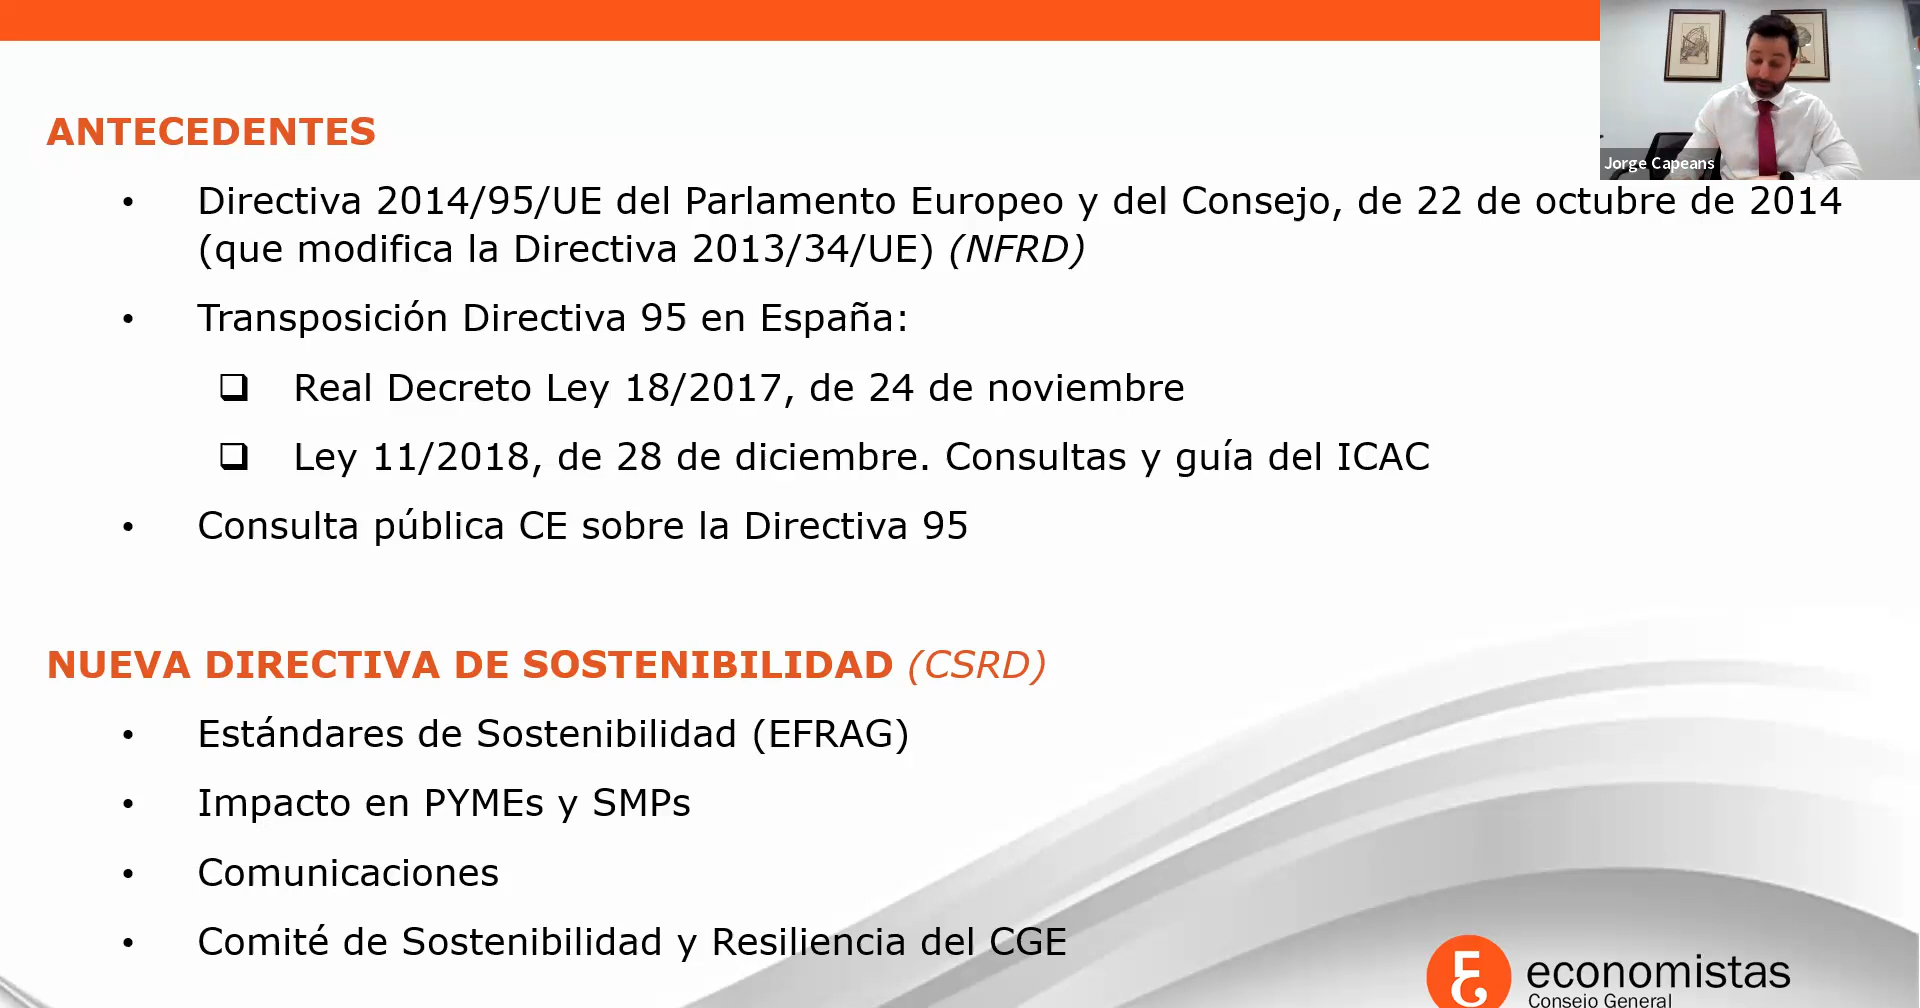 Jorge Capeans
ANTECEDENTES
• Directiva 2014/95/UE del Parlamento Europeo y del Consejo, de 22 de octubre de 2014
(que modifica la Directiva 2013/34/UE) (NFRD)
• Transposición Directiva 95 en España:
❑ Real Decreto Ley 18/2017, de 24 de noviembre
❑ Ley 11/2018, de 28 de diciembre. Consultas y guía del ICAC
• Consulta pública CE sobre la Directiva 95
NUEVA DIRECTIVA DE SOSTENIBILIDAD (CSRD)
• Estándares de Sostenibilidad (EFRAG)
• Impacto en PYMEs y SMPs
• Comunicaciones
• Comité de Sostenibilidad y Resiliencia del CGE
economistas
Consejo General